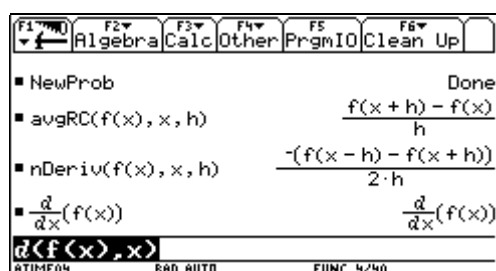 F1 F2 Algebra F3 Calc F4 Other F5 PrgmIO F6 Clean Up
▪ NewProb Done
▪ avgRC(f(x),x,h) (f(x + h) - f(x))/h
▪ nDeriv(f(x),x,h) -(f(x - h) - f(x + h))/(2·h)
▪ d/dx(f(x)) d/dx(f(x))
d(f(x),x)
RAD AUTO FUNC 4/40